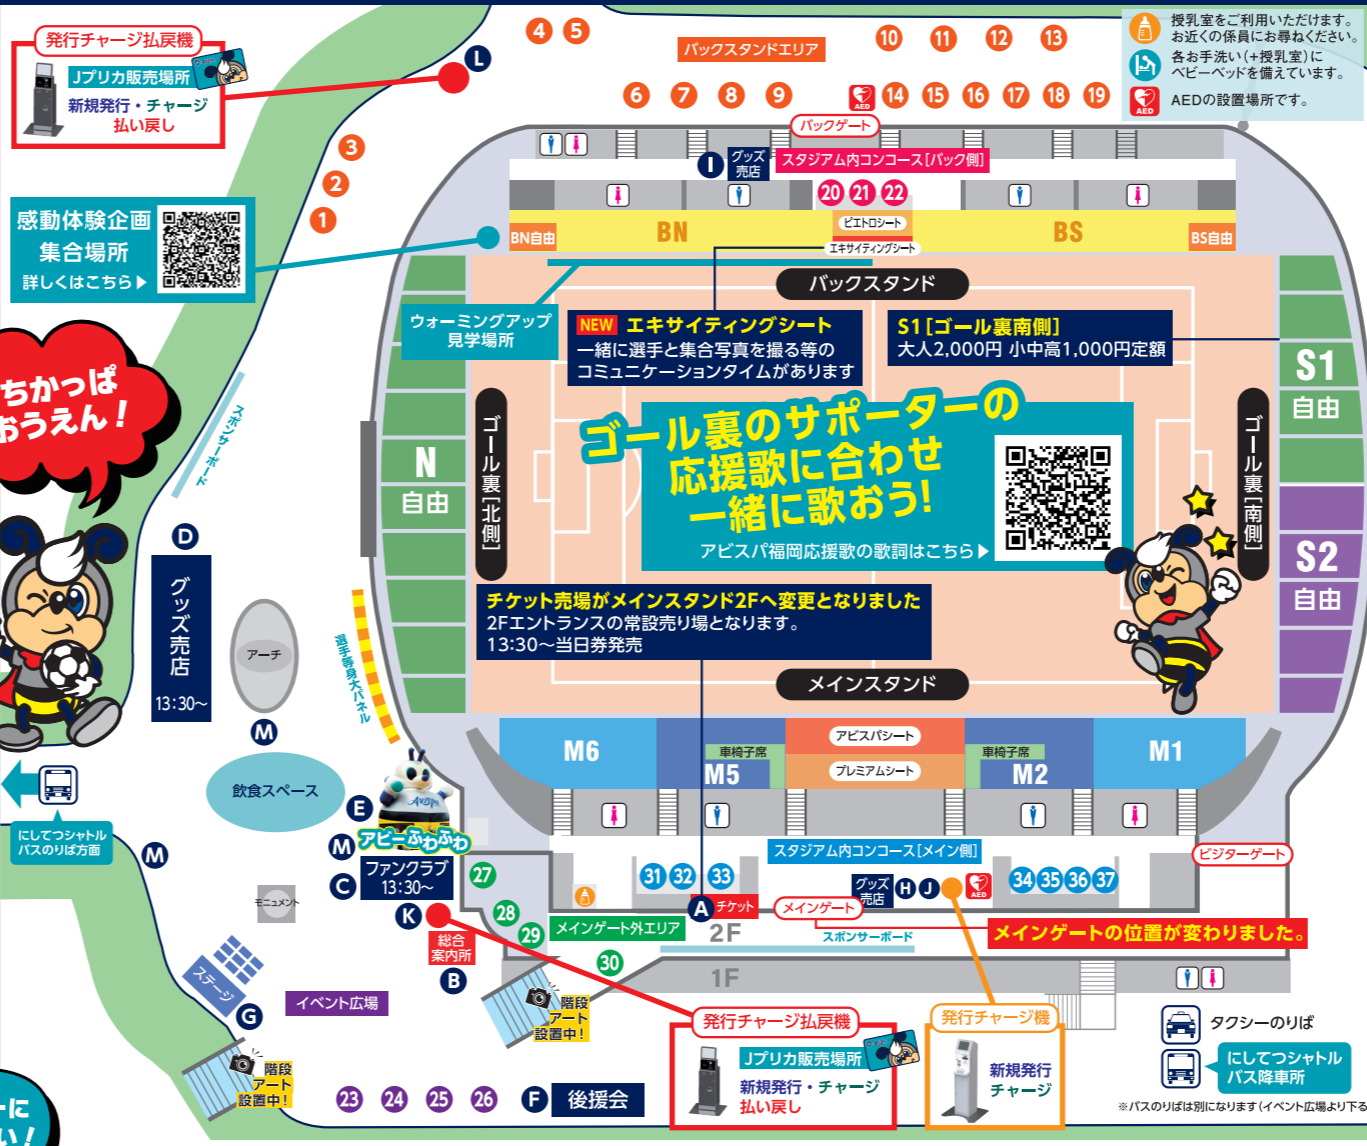 発行チャージ払戻機
Jプリカ販売場所
新規発行・チャージ
払い戻し
L
4
5
バックスタンドエリア
10
11
12
13
6
7
8
9
AED
14
15
16
17
18
19
授乳室をご利用いただけます。
お近くの係員にお尋ねください。
各お手洗い(+授乳室)に
ベビーベッドを備えています。
AED
AEDの設置場所です。
3
2
1
バックゲート
I
グッズ
売店
スタジアム内コンコース[バック側]
20
21
22
感動体験企画
集合場所
詳しくはこちら▶
BN自由
BN
ピエトロシート
エキサイティングシート
BS
BS自由
バックスタンド
ウォーミングアップ
見学場所
NEW エキサイティングシート
一緒に選手と集合写真を撮る等の
コミュニケーションタイムがあります
S1[ゴール裏南側]
大人2,000円 小中高1,000円定額
S1
自由
ちかっぱ
おうえん!
スポンサーボード
N
自由
ゴール裏[北側]
ゴール裏のサポーターの
応援歌に合わせ
一緒に歌おう!
アビスパ福岡応援歌の歌詞はこちら▶
ゴール裏[南側]
S2
自由
D
グッズ売店
13:30～
アーチ
選手等身大パネル
チケット売場がメインスタンド2Fへ変更となりました
2Fエントランスの常設売り場となります。
13:30～当日券発売
メインスタンド
M
M6
車椅子席
M5
アビスパシート
プレミアムシート
車椅子席
M2
M1
飲食スペース
にしてつシャトル
バスのりば方面
M
E
Avispa
アビーふわふわ
M
C
ファンクラブ
13:30～
K
総合
案内所
B
モニュメント
27
28
29
30
メインゲート外エリア
31
32
33
スタジアム内コンコース[メイン側]
A
チケット
メインゲート
グッズ
売店
H
J
AED
34
35
36
37
ビジターゲート
2F
スポンサーボード
メインゲートの位置が変わりました。
1F
ステージ
G
イベント広場
階段
アート
設置中!
階段
アート
設置中!
23
24
25
26
F
後援会
発行チャージ払戻機
Jプリカ販売場所
新規発行・チャージ
払い戻し
発行チャージ機
新規発行
チャージ
タクシーのりば
にしてつシャトル
バス降車所
※バスのりばは別になります(イベント広場より下る
ーに
い!